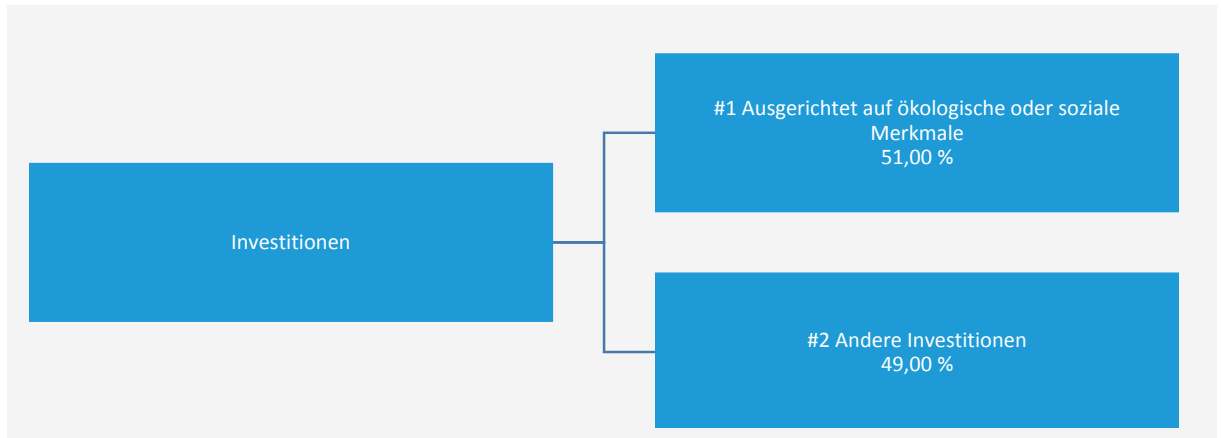 #1 Ausgerichtet auf ökologische oder soziale
Merkmale
51,00 %
Investitionen
#2 Andere Investitionen
49,00 %